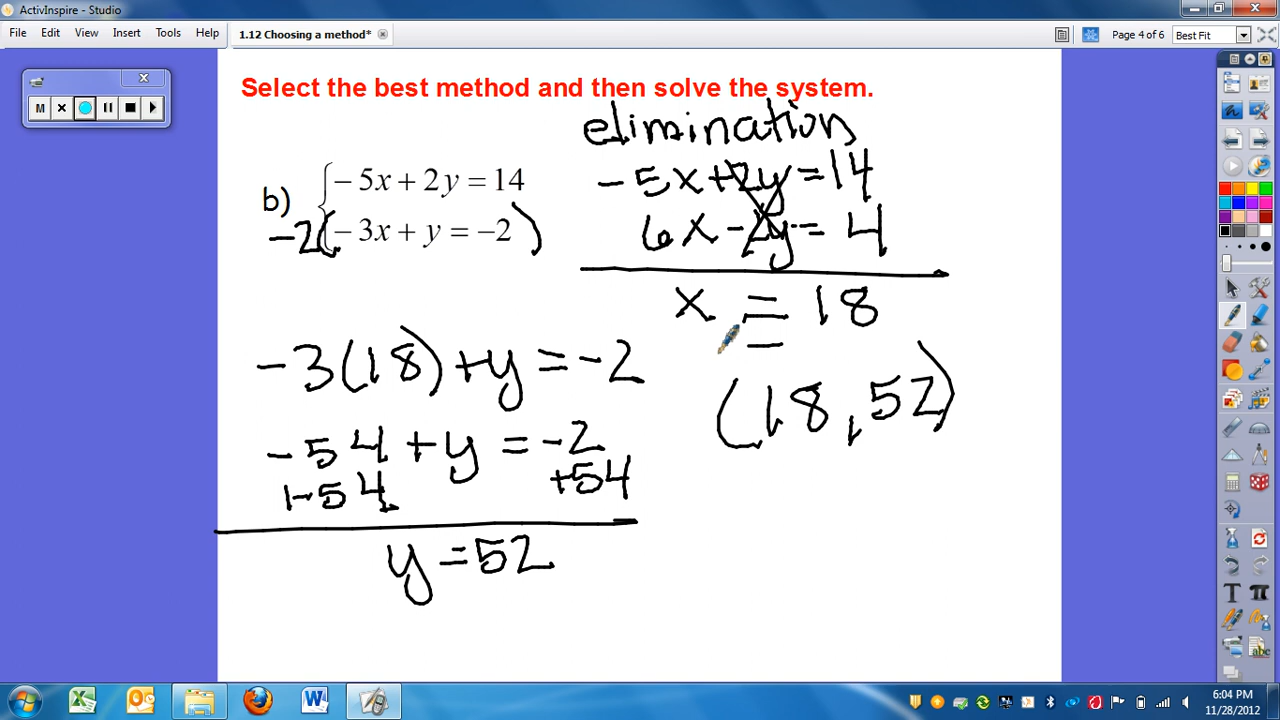 ActivInspire - Studio
File Edit View Insert Tools Help
1.12 Choosing a method*
Page 4 of 6
Best Fit
M
Select the best method and then solve the system.
elimination
b)
-5x + 2y = 14
-2(-3x + y = -2)
-5x+2y=14
6x-2y=4
x = 18
(18,52)
-3(18)+y=-2
-54+y=-2
+54 +54
y=52
T
abc
W
6:04 PM
11/28/2012